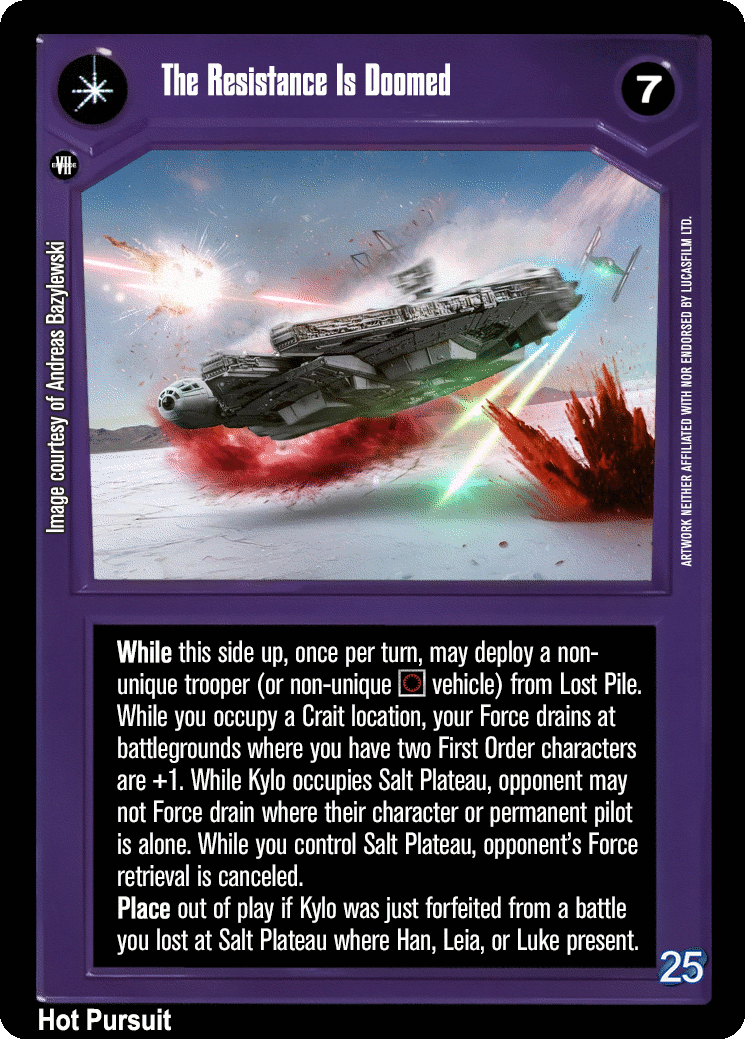 The Resistance Is Doomed
7
EPISODE
VII
Image courtesy of Andreas Bazylewski
ARTWORK NEITHER AFFILIATED WITH NOR ENDORSED BY LUCASFILM LTD.
While this side up, once per turn, may deploy a non-
unique trooper (or non-unique vehicle) from Lost Pile.
While you occupy a Crait location, your Force drains at
battlegrounds where you have two First Order characters
are +1. While Kylo occupies Salt Plateau, opponent may
not Force drain where their character or permanent pilot
is alone. While you control Salt Plateau, opponent's Force
retrieval is canceled.
Place out of play if Kylo was just forfeited from a battle
you lost at Salt Plateau where Han, Leia, or Luke present.
25
Hot Pursuit